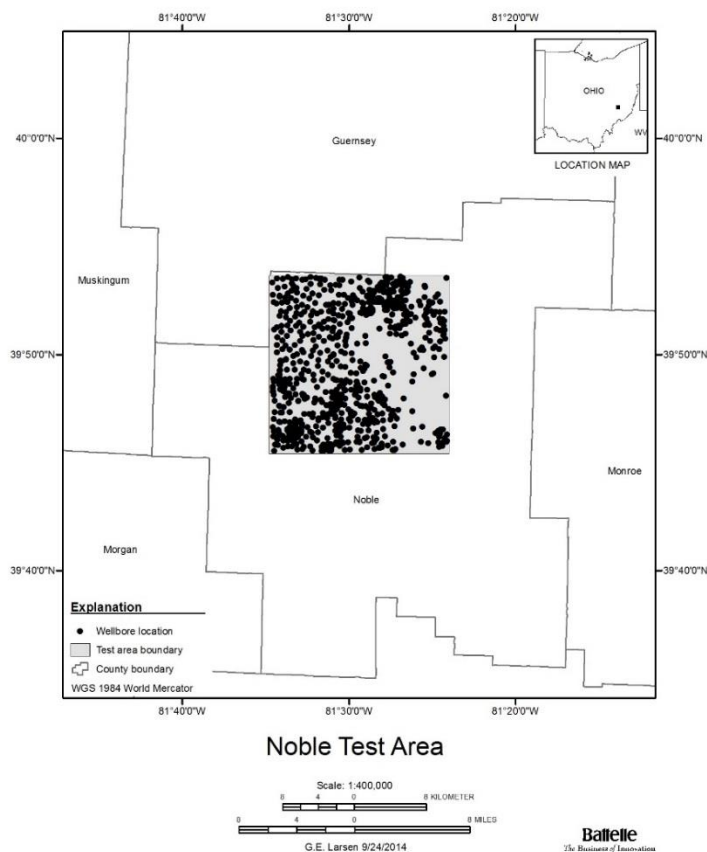 81°40'0"W 81°30'0"W 81°20'0"W
OHIO
WV
LOCATION MAP
40°0'0"N 40°0'0"N
Guernsey
Muskingum
39°50'0"N 39°50'0"N
Monroe
Noble
Morgan
39°40'0"N 39°40'0"N
Explanation
Wellbore location
Test area boundary
County boundary
WGS 1984 World Mercator
81°40'0"W 81°30'0"W 81°20'0"W
Noble Test Area
Scale: 1:400,000
8 4 0 8 KILOMETER
8 4 0 8 MILES
G.E. Larsen 9/24/2014
Battelle
The Business of Innovation